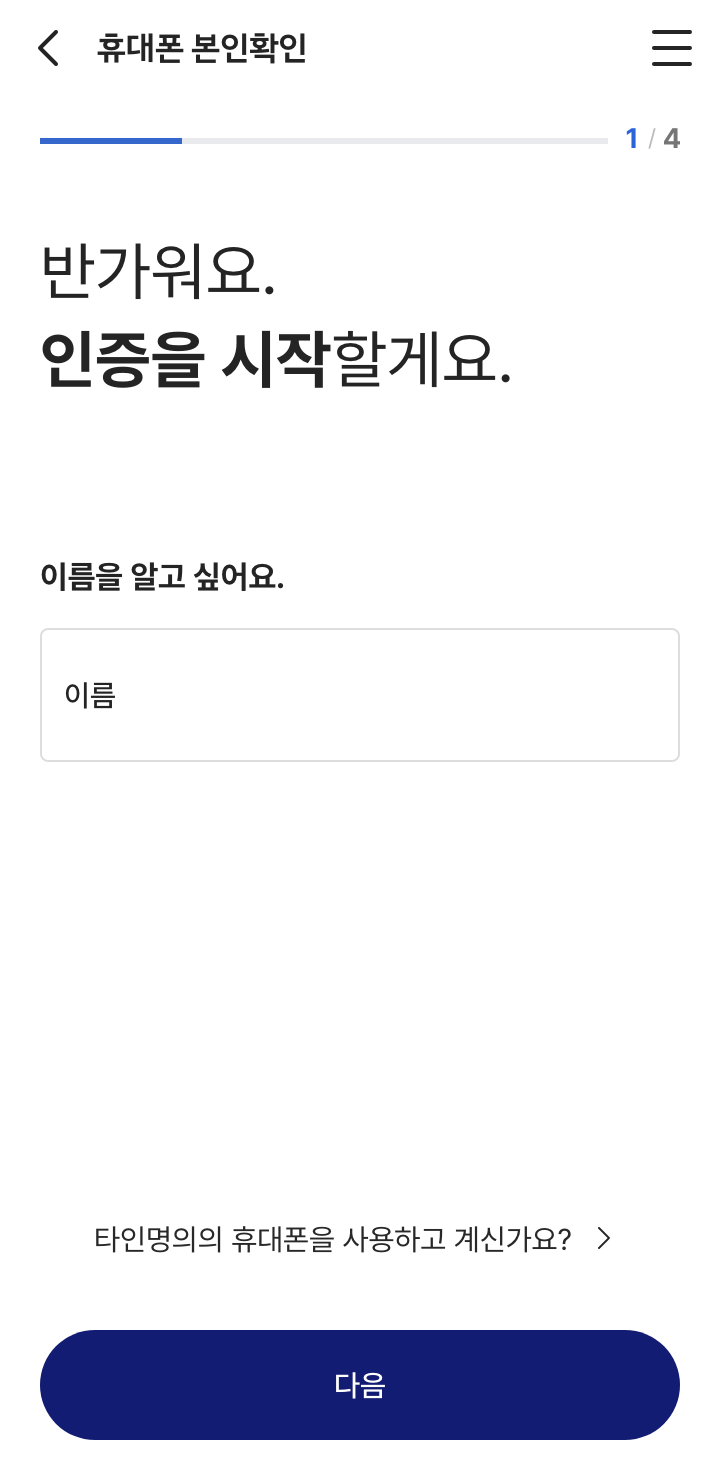 휴대폰 본인확인
1 / 4
반가워요.
인증을 시작할게요.
이름을 알고 싶어요.
이름
타인명의의 휴대폰을 사용하고 계신가요?
다음